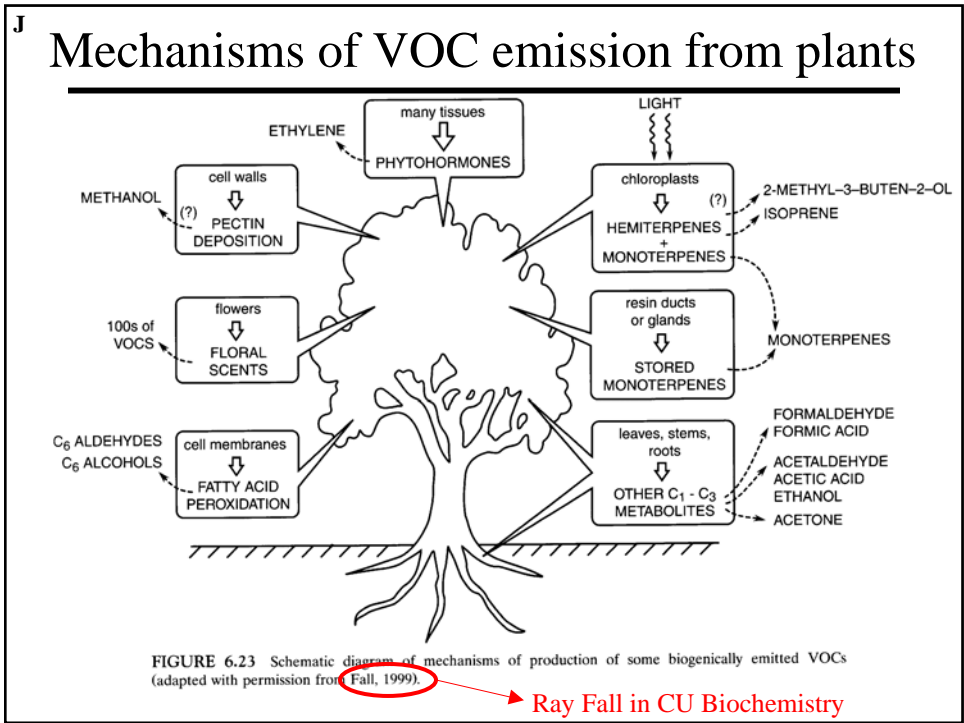 J
Mechanisms of VOC emission from plants
many tissues
PHYTOHORMONES
ETHYLENE
cell walls
PECTIN
DEPOSITION
(?)
METHANOL
flowers
FLORAL
SCENTS
100s of
VOCS
cell membranes
FATTY ACID
PEROXIDATION
C₆ ALDEHYDES
C₆ ALCOHOLS
LIGHT
chloroplasts
(?)
HEMITERPENES
+
MONOTERPENES
2-METHYL–3-BUTEN–2-OL
ISOPRENE
resin ducts
or glands
STORED
MONOTERPENES
MONOTERPENES
leaves, stems,
roots
OTHER C₁ - C₃
METABOLITES
FORMALDEHYDE
FORMIC ACID
ACETALDEHYDE
ACETIC ACID
ETHANOL
ACETONE
FIGURE 6.23 Schematic diagram of mechanisms of production of some biogenically emitted VOCs
(adapted with permission from Fall, 1999).
Ray Fall in CU Biochemistry